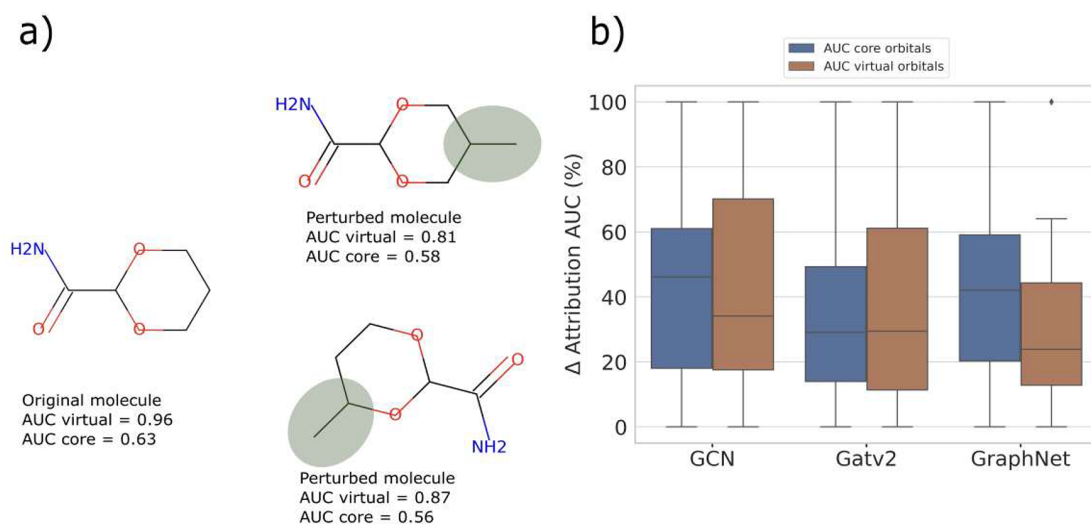 a)
H2N
O
O
O
Original molecule
AUC virtual = 0.96
AUC core = 0.63
H2N
O
O
O
Perturbed molecule
AUC virtual = 0.81
AUC core = 0.58
O
O
O
NH2
Perturbed molecule
AUC virtual = 0.87
AUC core = 0.56
b)
AUC core orbitals
AUC virtual orbitals
Δ Attribution AUC (%)
100
80
60
40
20
0
GCN Gatv2 GraphNet